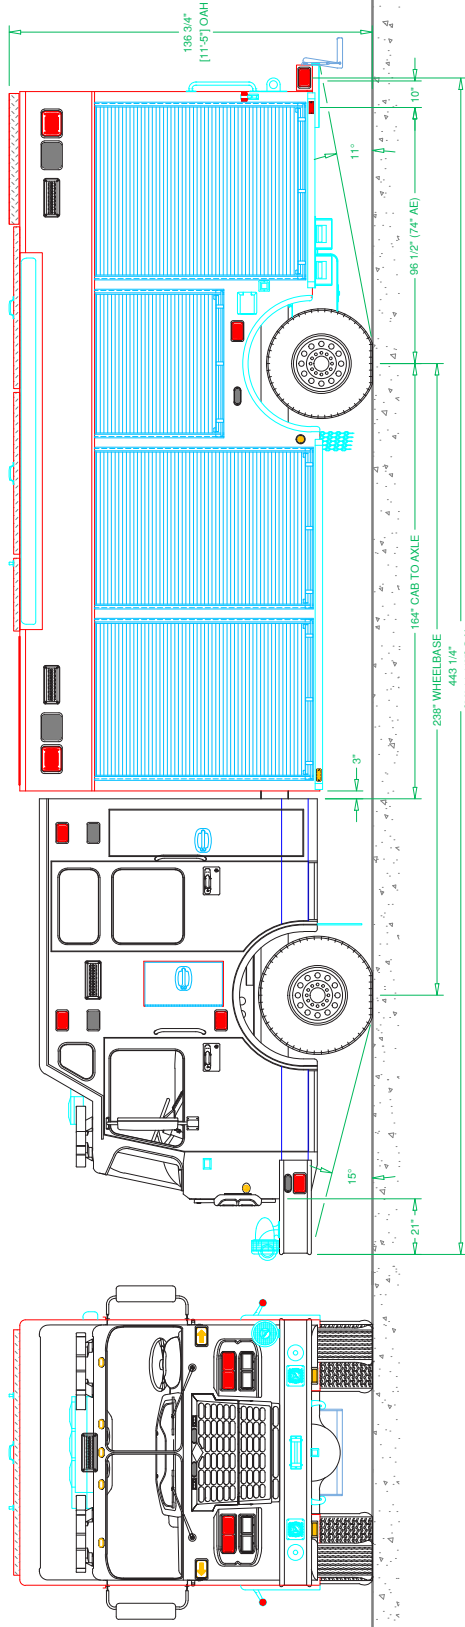 136 3/4"
[11'-5"] OAH
10"
11°
96 1/2" (74" AE)
164" CAB TO AXLE
238" WHEELBASE
443 1/4"
3"
15°
21"